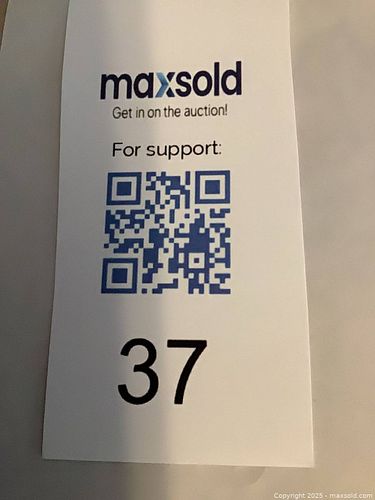 maxsold
Get in on the auction!
For support:
37
Copyright 2025 - maxsold.com